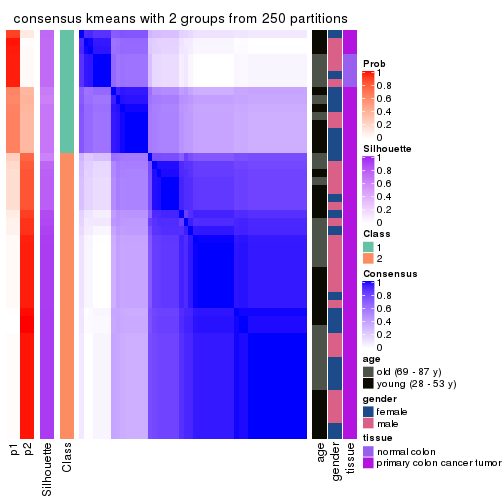 consensus kmeans with 2 groups from 250 partitions
p1
p2
Silhouette
Class
age
gender
tissue
Prob
1
0.8
0.6
0.4
0.2
0
Silhouette
1
0.8
0.6
0.4
0.2
0
Class
1
2
Consensus
1
0.8
0.6
0.4
0.2
0
age
old (69 - 87 y)
young (28 - 53 y)
gender
female
male
tissue
normal colon
primary colon cancer tumor